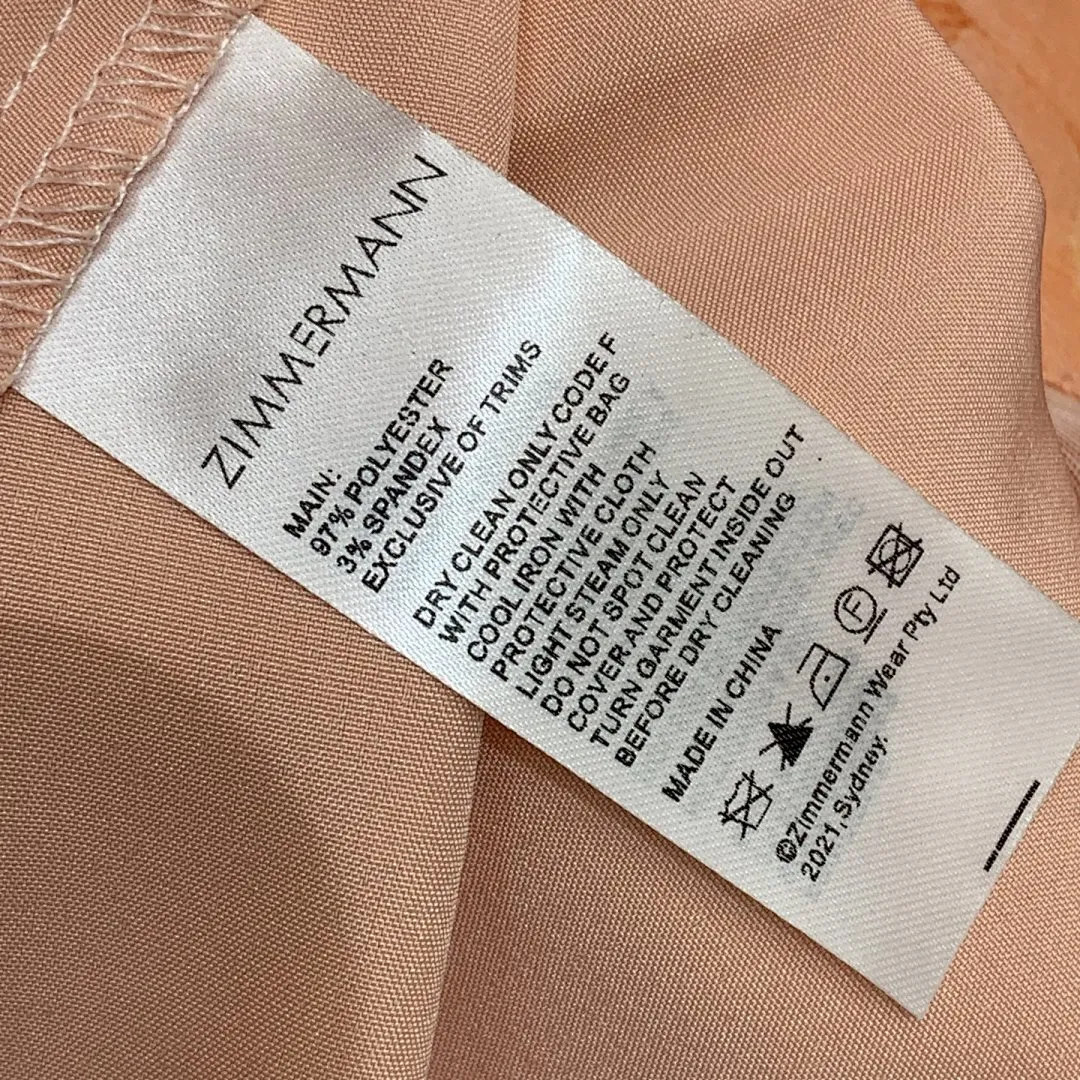 ZIMMERMANN
MAIN:
97% POLYESTER
3% SPANDEX
EXCLUSIVE OF TRIMS
DRY CLEAN ONLY CODE F
WITH PROTECTIVE BAG
COOL IRON WITH
PROTECTIVE CLOTH
LIGHT STEAM ONLY
DO NOT SPOT CLEAN
COVER AND PROTECT
TURN GARMENT INSIDE OUT
BEFORE DRY CLEANING
MADE IN CHINA
F
©Zimmermann Wear Pty Ltd
2021, Sydney.